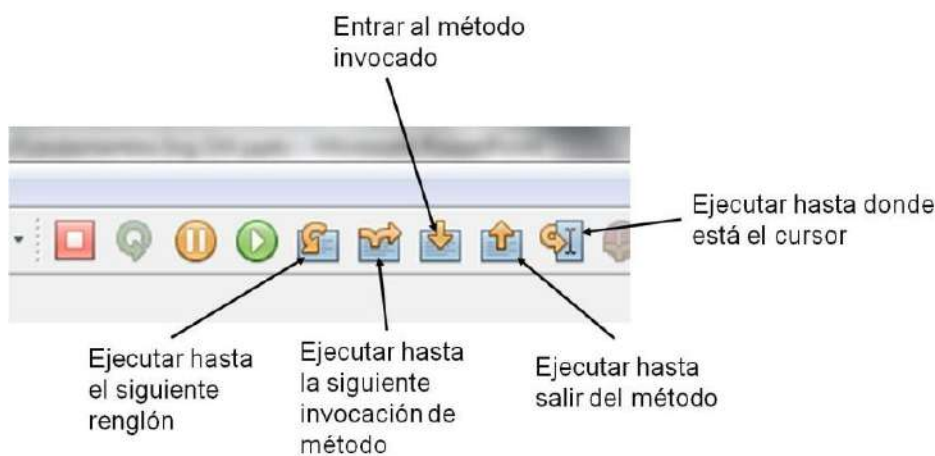 Entrar al método
invocado
Ejecutar hasta donde
está el cursor
Ejecutar hasta
el siguiente
renglón
Ejecutar hasta
la siguiente
invocación de
método
Ejecutar hasta
salir del método